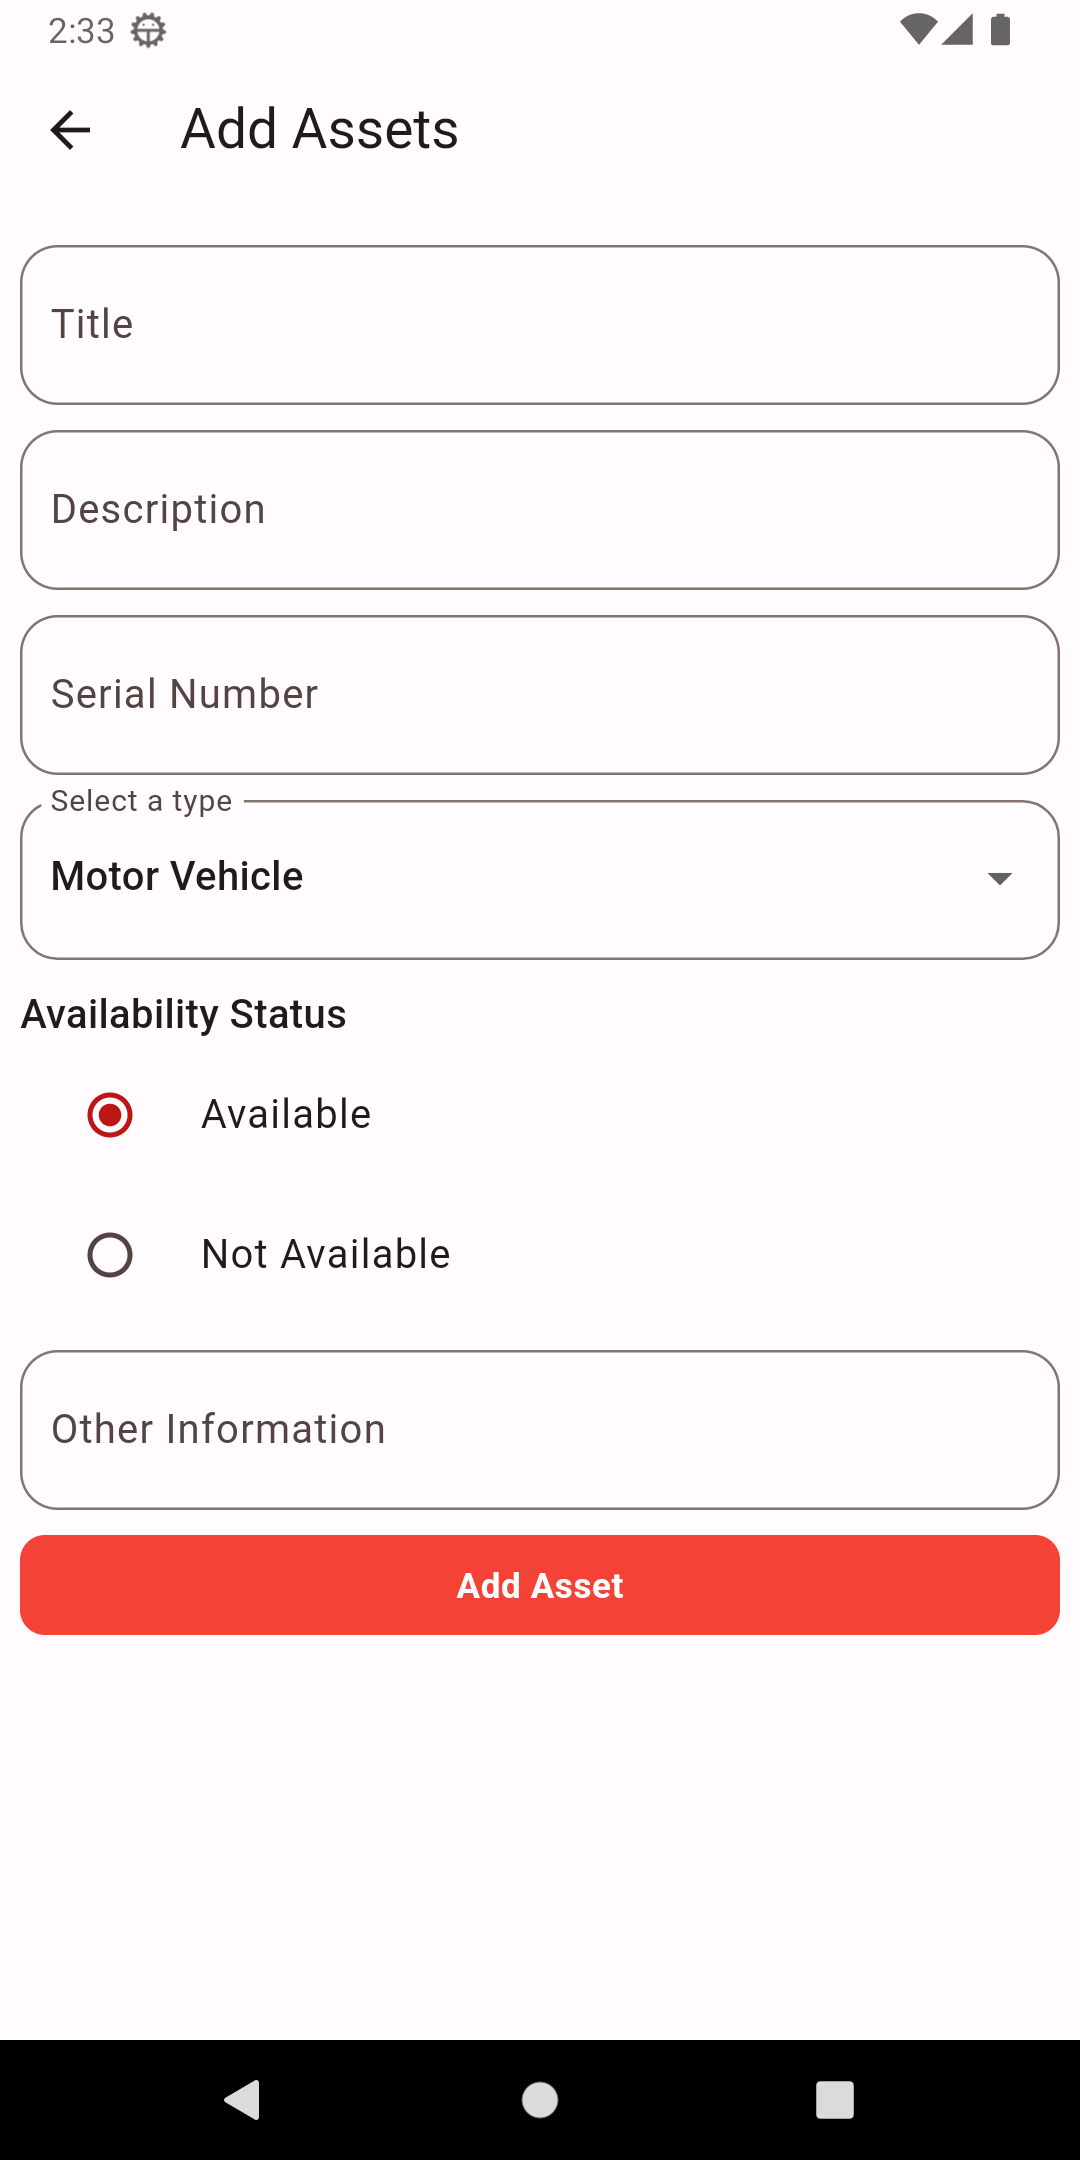 2:33
Add Assets
Title
Description
Serial Number
Select a type
Motor Vehicle
Availability Status
Available
Not Available
Other Information
Add Asset